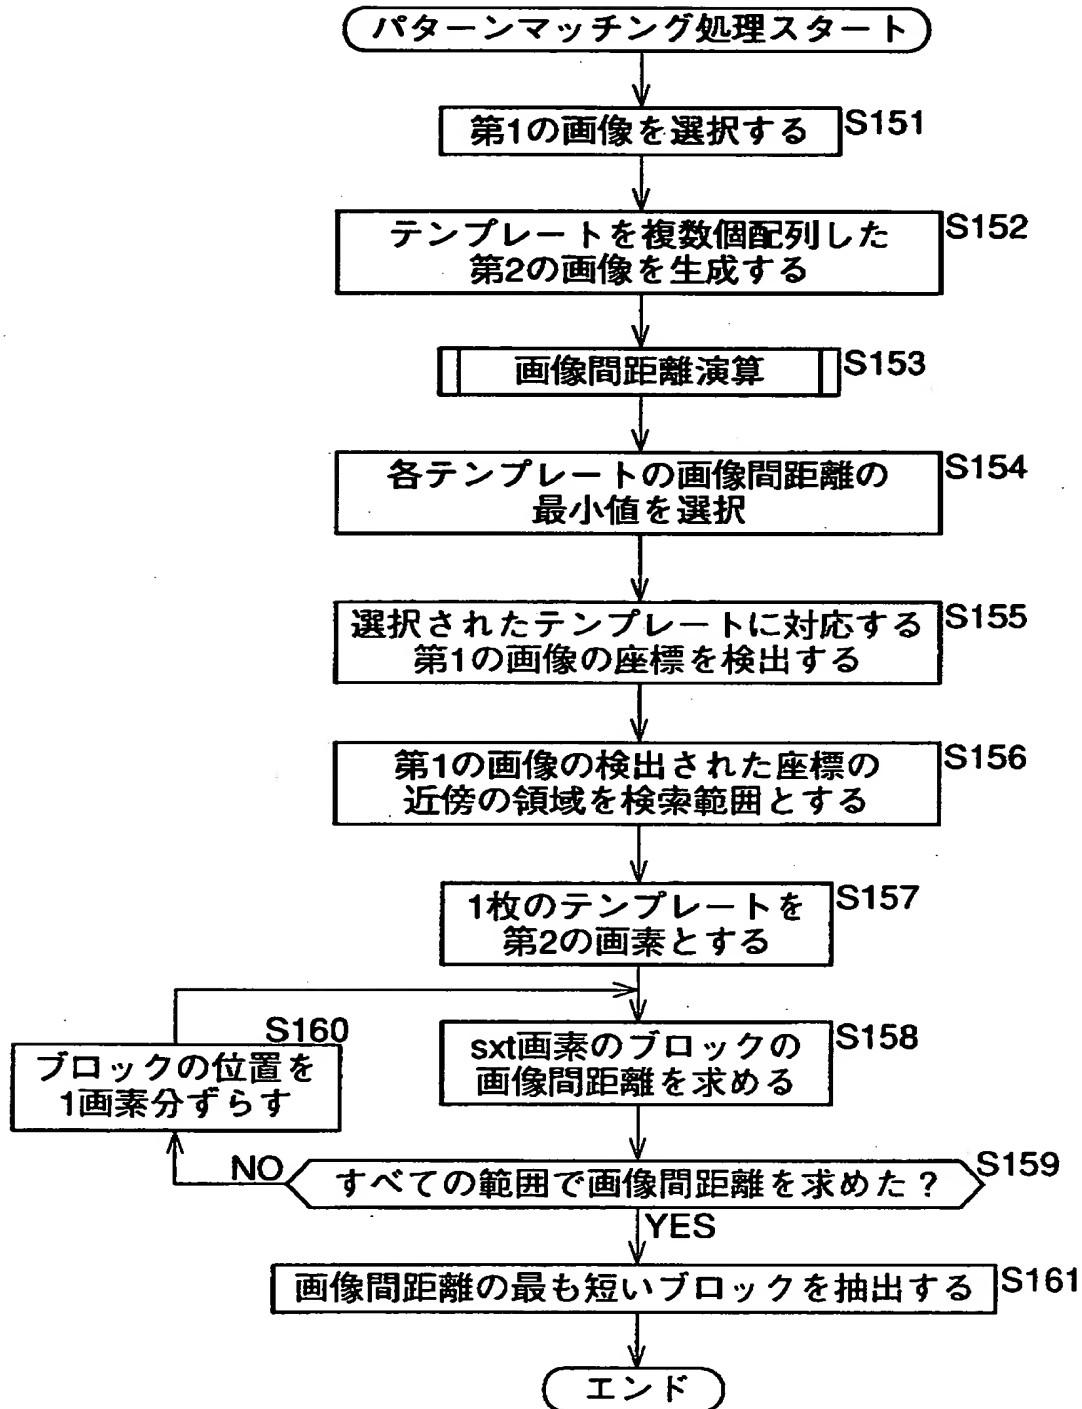 パターンマッチング処理スタート
第1の画像を選択する
S151
テンプレートを複数個配列した
第2の画像を生成する
S152
画像間距離演算
S153
各テンプレートの画像間距離の
最小値を選択
S154
選択されたテンプレートに対応する
第1の画像の座標を検出する
S155
第1の画像の検出された座標の
近傍の領域を検索範囲とする
S156
1枚のテンプレートを
第2の画素とする
S157
S160
ブロックの位置を
1画素分ずらす
sxt画素のブロックの
画像間距離を求める
S158
NO
すべての範囲で画像間距離を求めた？
S159
YES
画像間距離の最も短いブロックを抽出する
S161
エンド